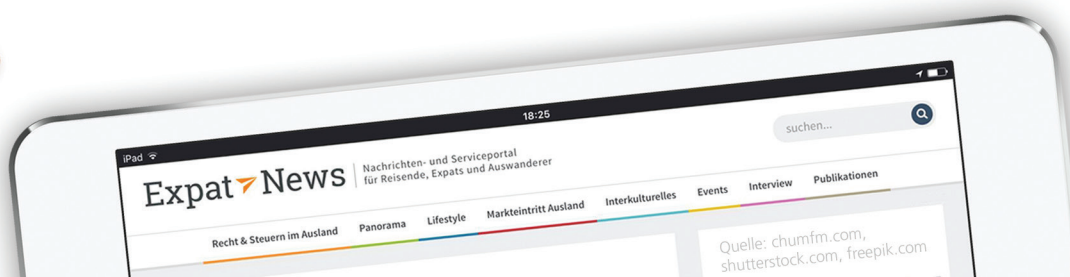 18:25
iPad
suchen...
Expat News
Nachrichten- und Serviceportal
für Reisende, Expats und Auswanderer
Recht & Steuern im Ausland Panorama Lifestyle Markteintritt Ausland Interkulturelles Events Interview Publikationen
Quelle: chumfm.com,
shutterstock.com, freepik.com